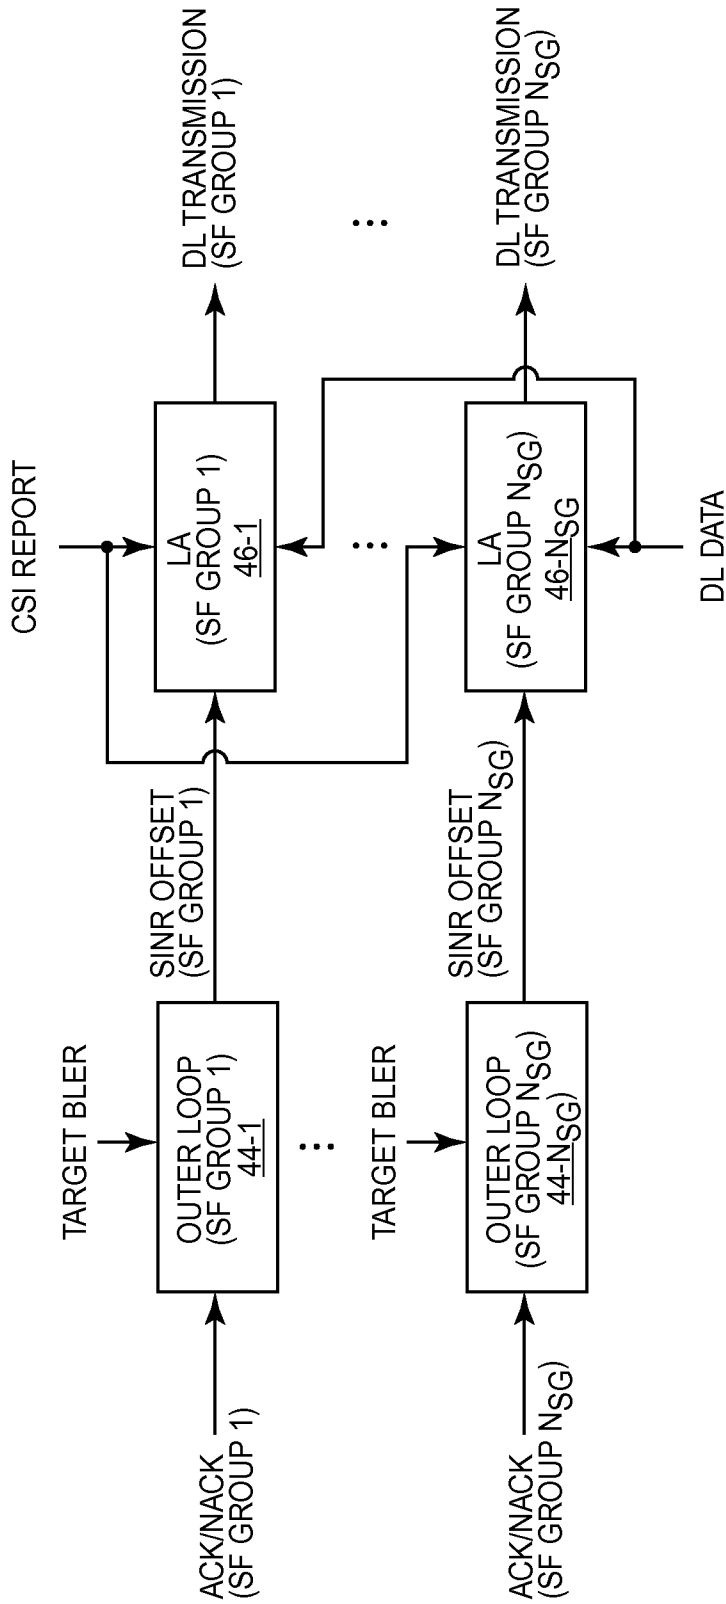 ACK/NACK
(SF GROUP 1)
TARGET BLER
OUTER LOOP
(SF GROUP 1)
44-1
SINR OFFSET
(SF GROUP 1)
CSI REPORT
LA
(SF GROUP 1)
46-1
DL TRANSMISSION
(SF GROUP 1)
...
...
...
ACK/NACK
(SF GROUP NSG)
TARGET BLER
OUTER LOOP
(SF GROUP NSG)
44-NSG)
SINR OFFSET
(SF GROUP NSG)
LA
(SF GROUP NSG)
46-NSG
DL DATA
DL TRANSMISSION
(SF GROUP NSG)